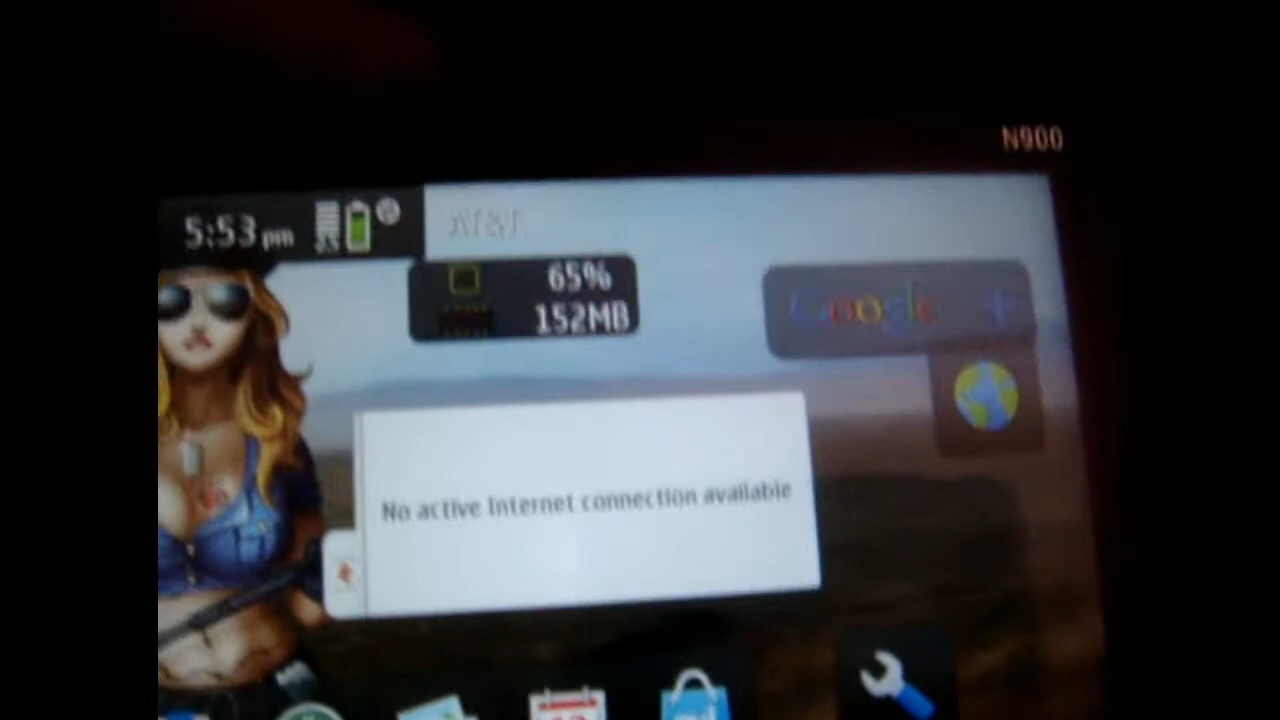 N900
5:53 pm
AT&T
65%
152MB
Google
No active Internet connection available